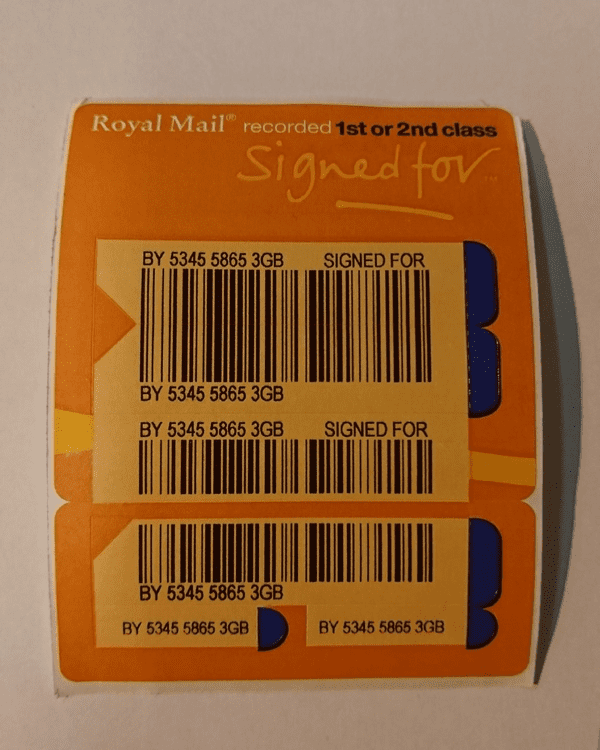 Royal Mail® recorded 1st or 2nd class
Signed for™
BY 5345 5865 3GB SIGNED FOR
BY 5345 5865 3GB
BY 5345 5865 3GB SIGNED FOR
BY 5345 5865 3GB
BY 5345 5865 3GB BY 5345 5865 3GB